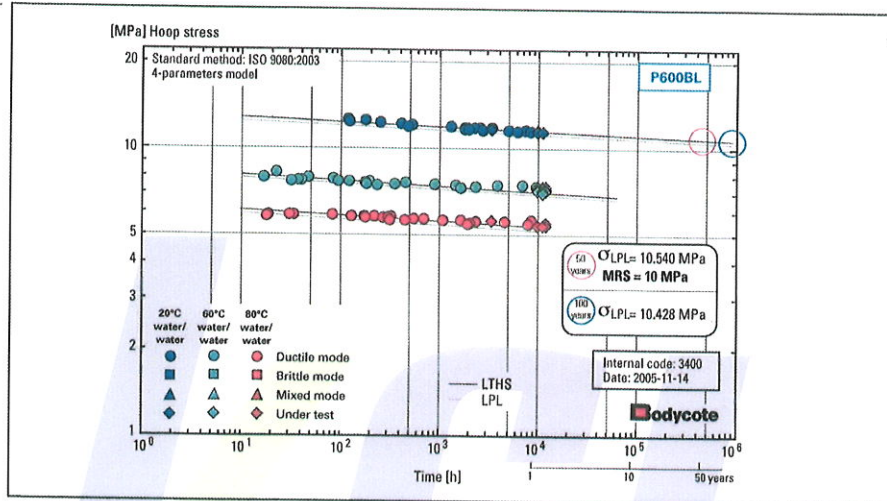 [MPa] Hoop stress
20
Standard method: ISO 9080:2003
4-parameters model
P600BL
10
5
4
3
2
1
50 years
σLPL= 10.540 MPa
MRS = 10 MPa
100 years
σLPL= 10.428 MPa
20°C water/ water
60°C water/ water
80°C water/ water
Ductile mode
Brittle mode
Mixed mode
Under test
LTHS
LPL
Internal code: 3400
Date: 2005-11-14
Bodycote
10⁰ 10¹ 10² 10³ 10⁴ 10⁵ 10⁶
Time [h]
1 10 50 years